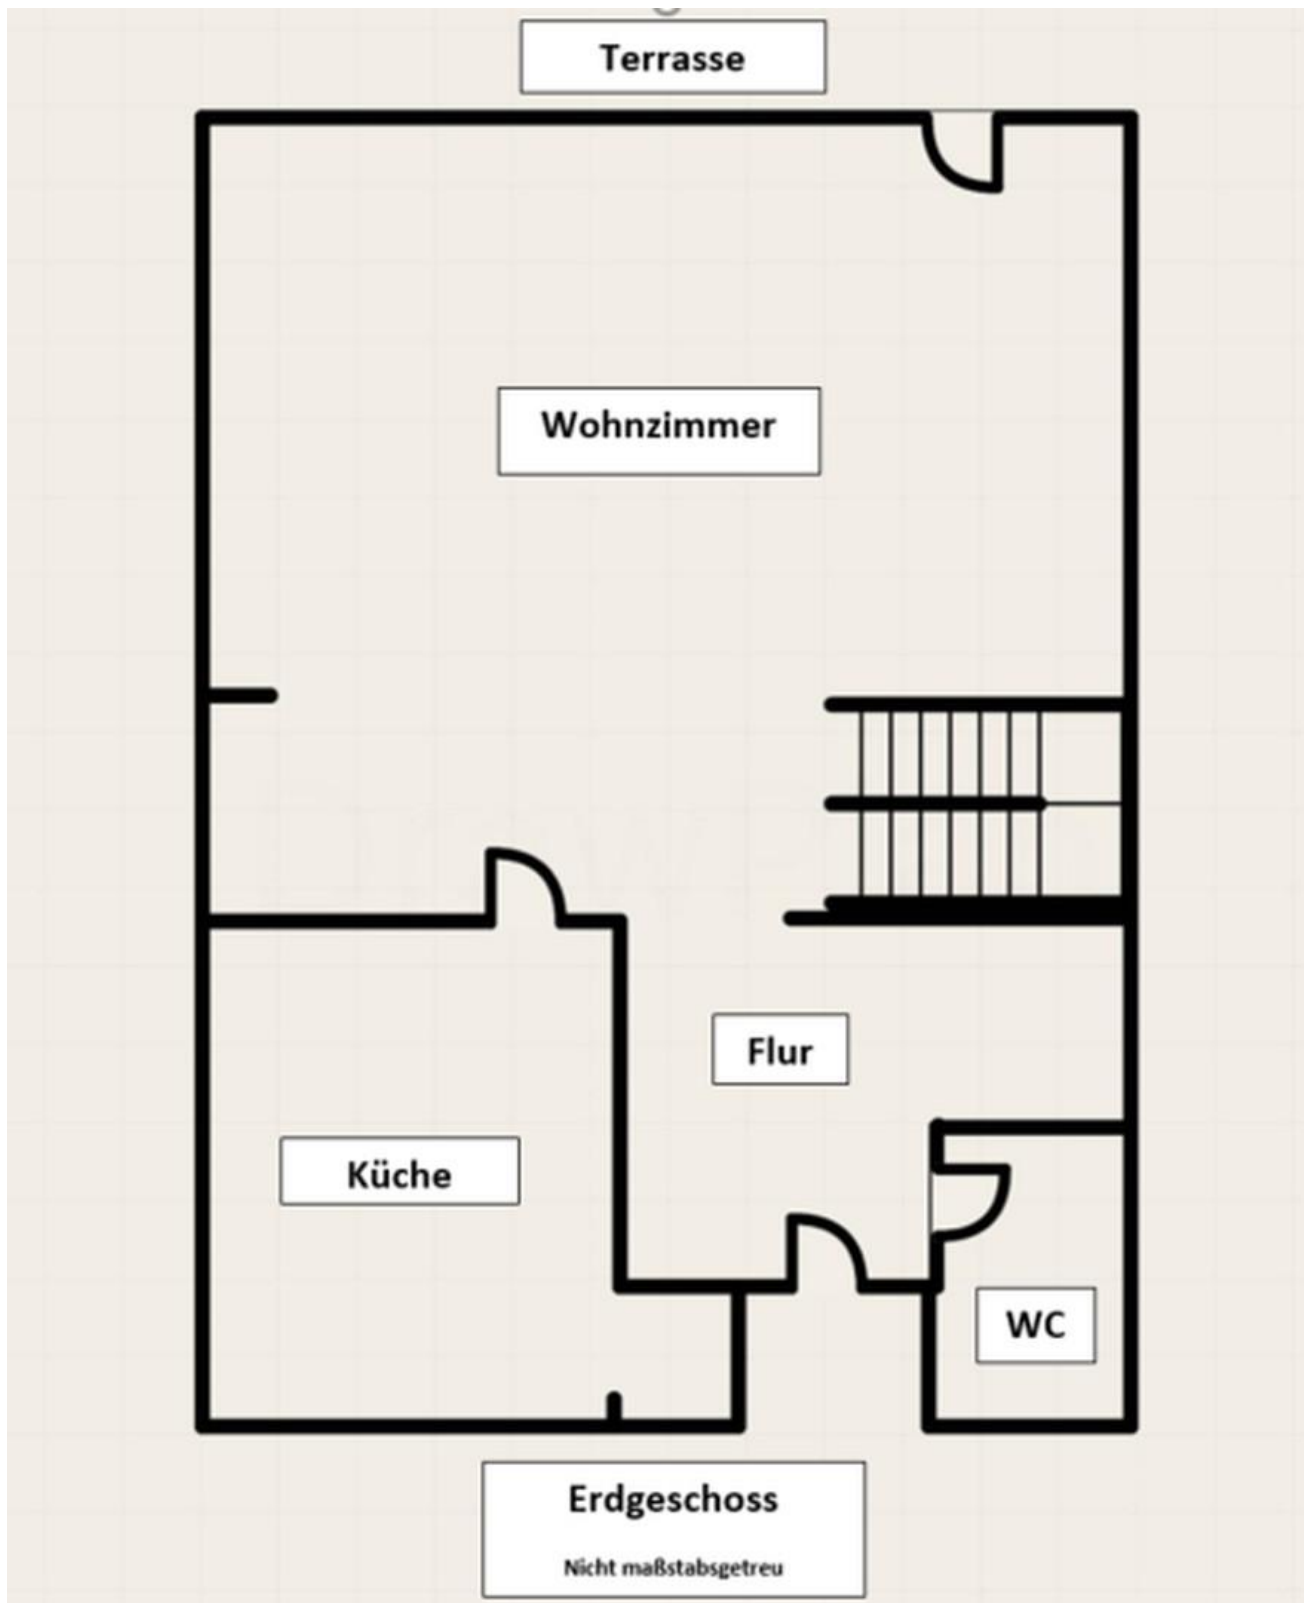 Terrasse
Wohnzimmer
Flur
Küche
WC
Erdgeschoss
Nicht maßstabsgetreu